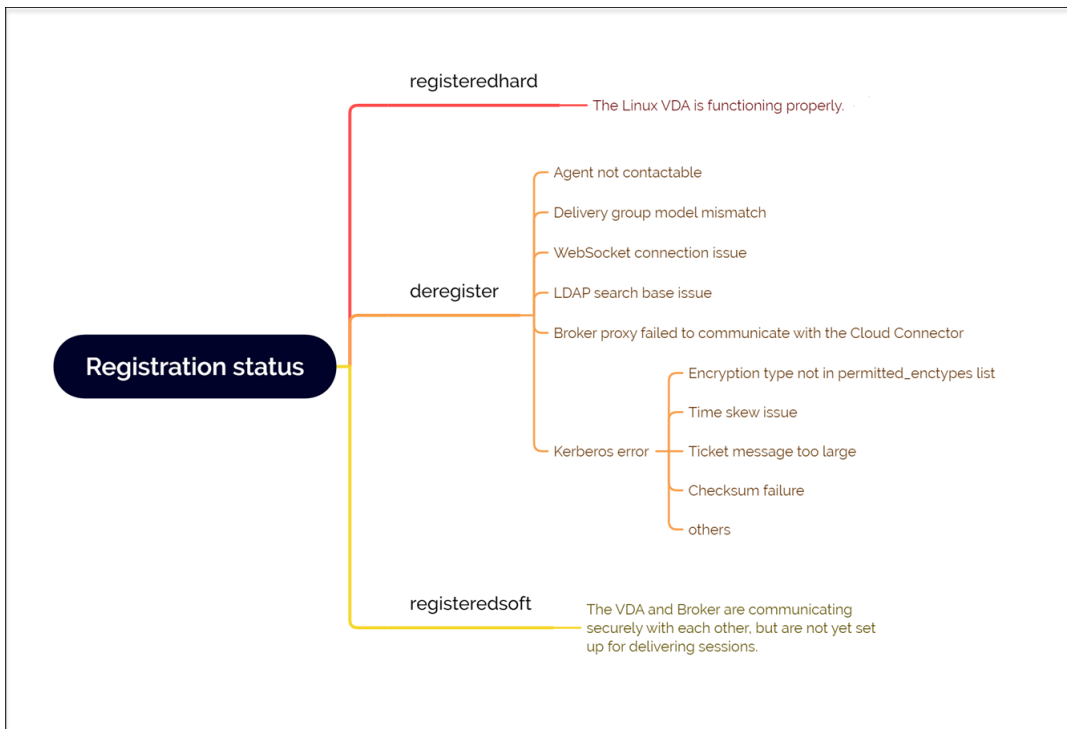 registeredhard
The Linux VDA is functioning properly.
Agent not contactable
Delivery group model mismatch
WebSocket connection issue
deregister
LDAP search base issue
Broker proxy failed to communicate with the Cloud Connector
Registration status
Encryption type not in permitted_enctypes list
Time skew issue
Kerberos error
Ticket message too large
Checksum failure
others
registeredsoft
The VDA and Broker are communicating
securely with each other, but are not yet set
up for delivering sessions.